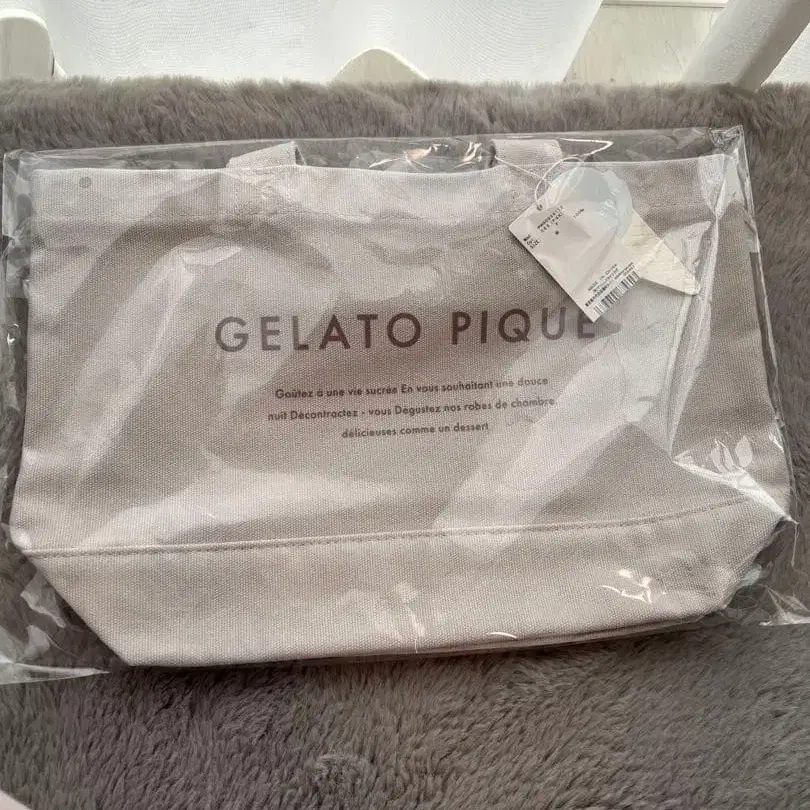 GELATO PIQUE
Goûtez à une vie sucrée En vous souhaitant une douce
nuit Décontractez - vous Dégustez nos robes de chambre
délicieuses comme un dessert